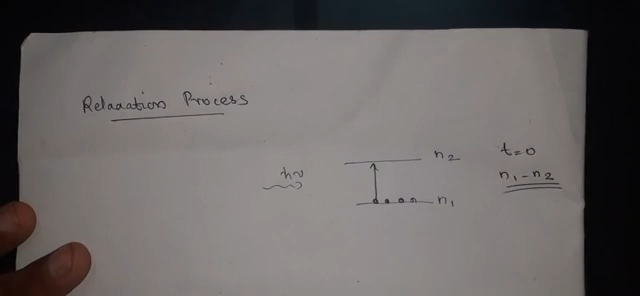 Relaxation Process
n₂
t=0
hν
n₁-n₂
n₁